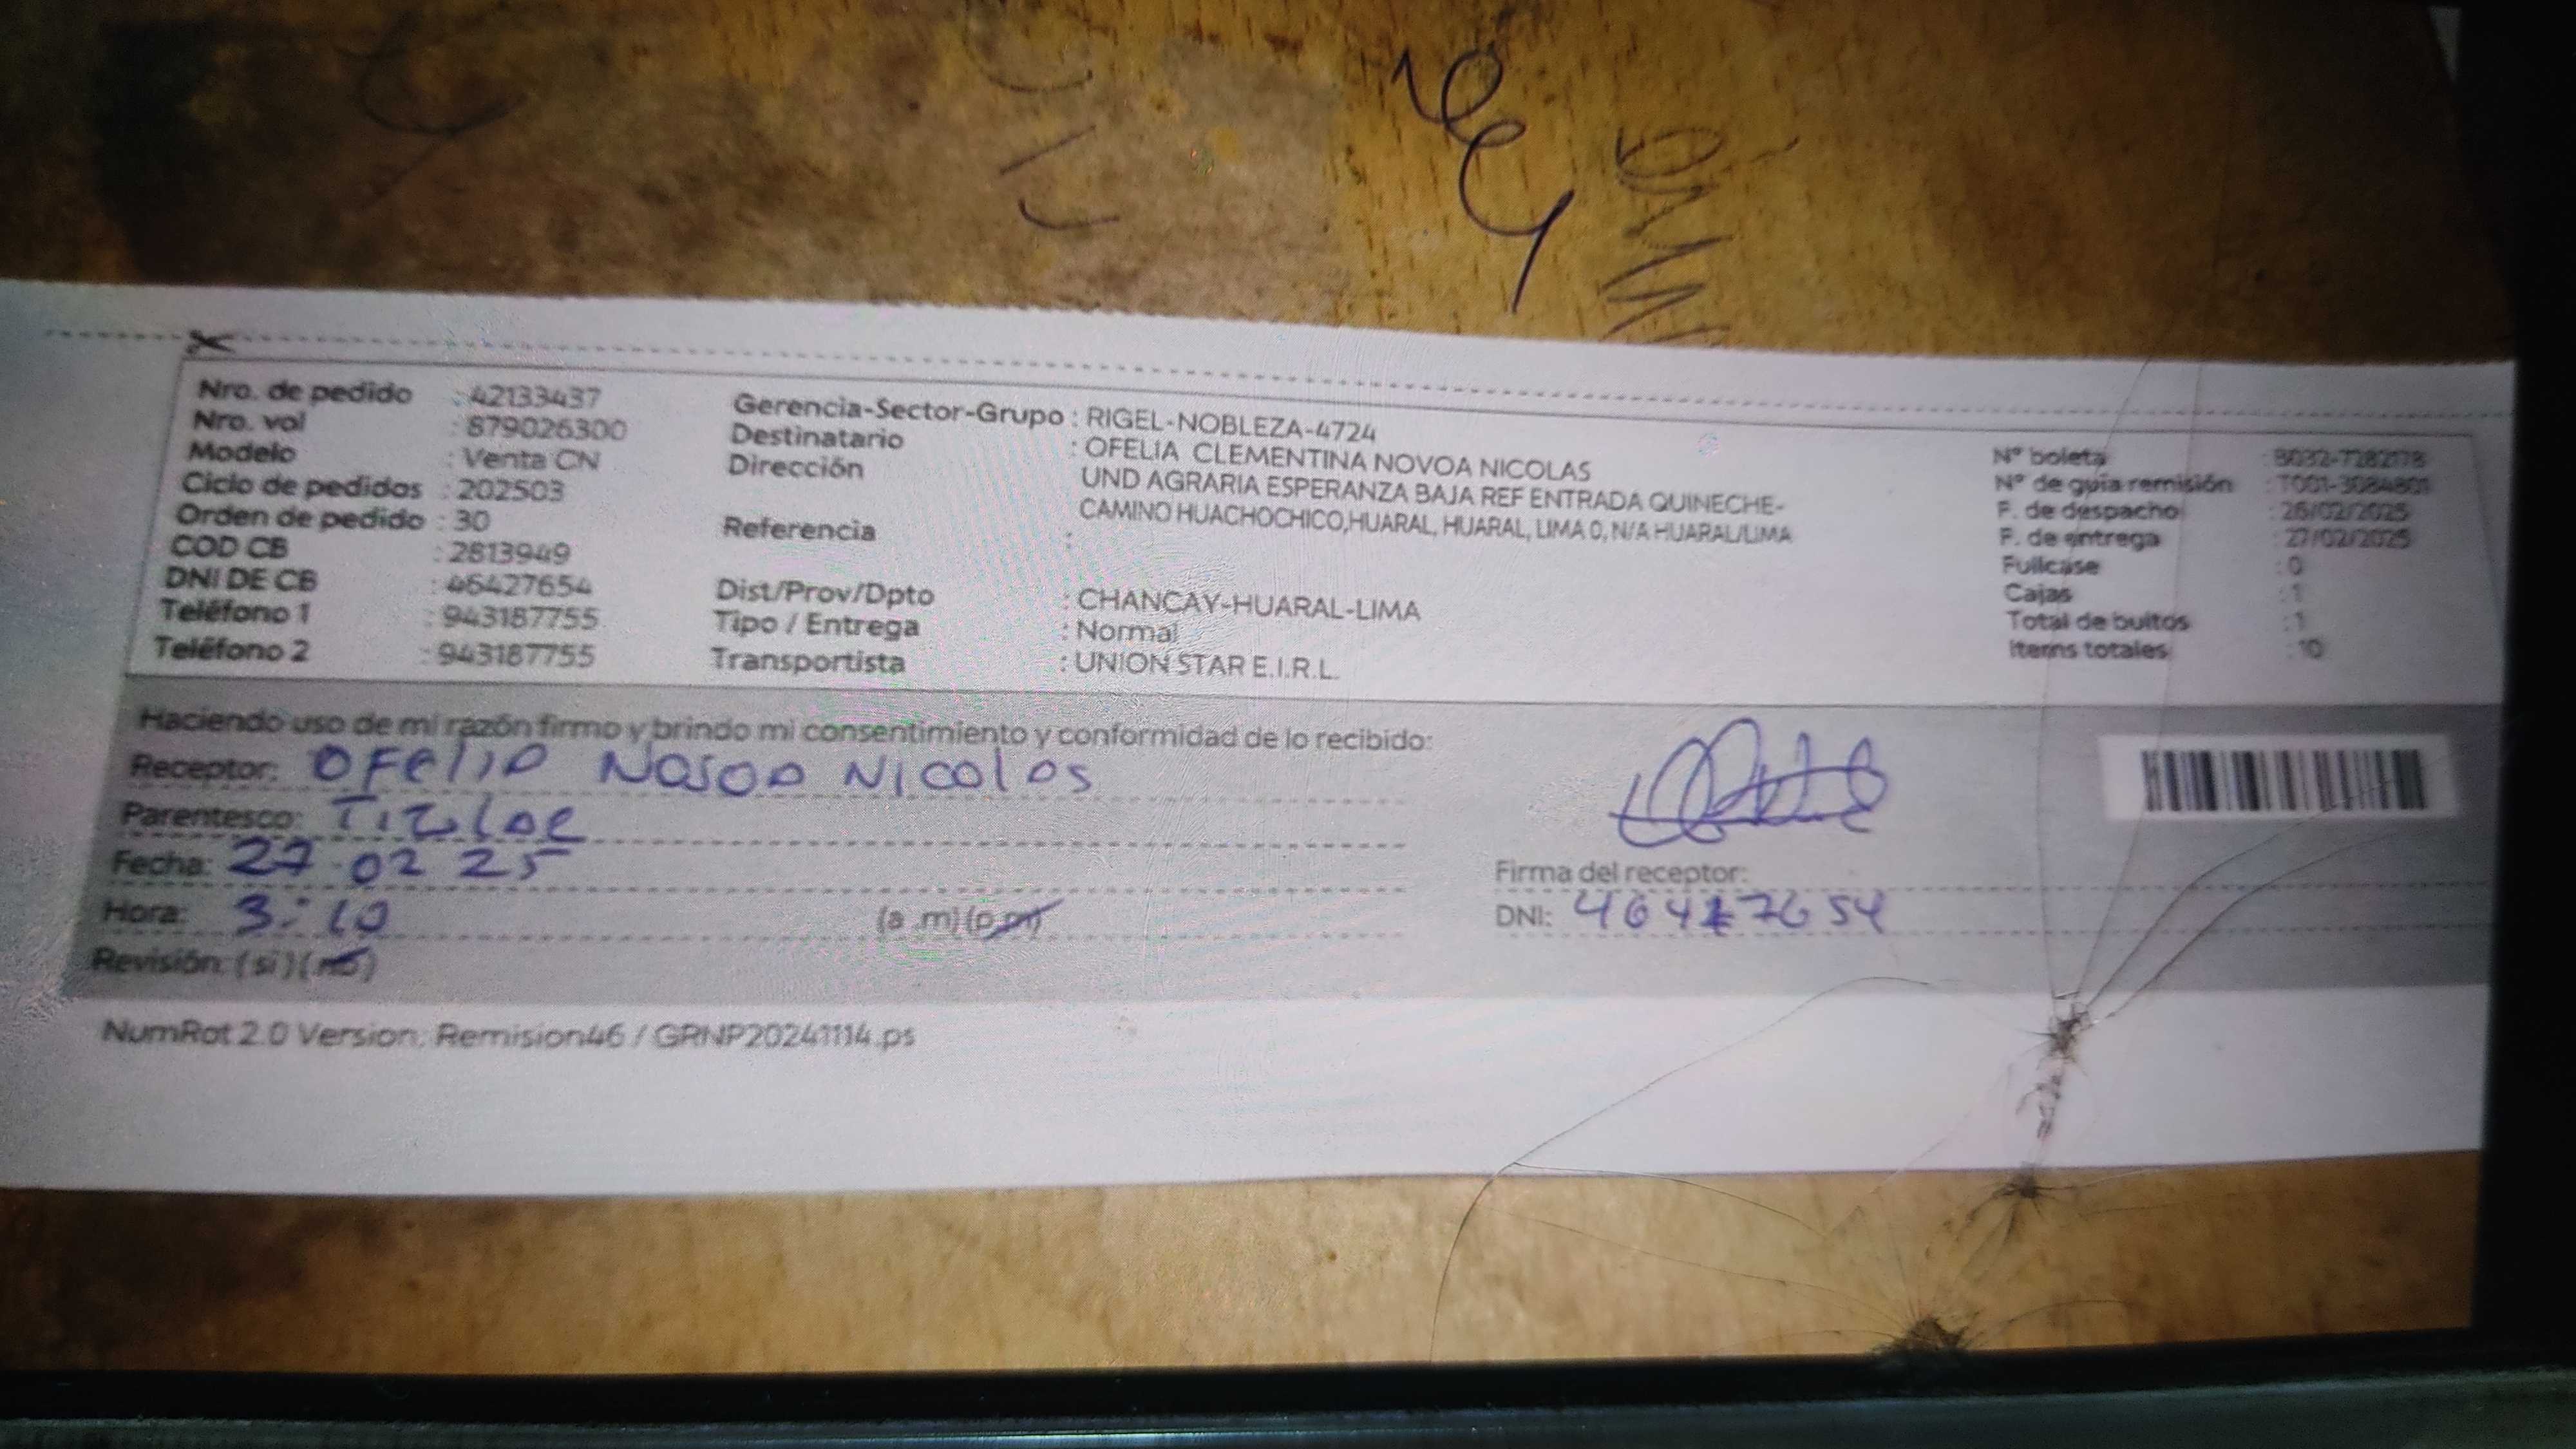 Nro. de pedido : 42133437
Nro. vol : 879026300
Modelo : Venta CN
Ciclo de pedidos : 202503
Orden de pedido : 30
COD CB : 2813949
DNI DE CB : 46427654
Teléfono 1 : 943187755
Teléfono 2 : 943187755
Gerencia-Sector-Grupo : RIGEL-NOBLEZA-4724
Destinatario : OFELIA CLEMENTINA NOVOA NICOLAS
Dirección UND AGRARIA ESPERANZA BAJA REF ENTRADA QUINECHE-
CAMINO HUACHOCHICO,HUARAL, HUARAL, LIMA 0, N/A HUARAL/LIMA
Referencia :
Dist/Prov/Dpto : CHANCAY-HUARAL-LIMA
Tipo / Entrega : Normal
Transportista : UNION STAR E.I.R.L.
Nº boleta : B032-7282178
Nº de guía remisión : T001-3084801
F. de despacho : 26/02/2025
F. de entrega : 27/02/2025
Fullcase : 0
Cajas : 1
Total de bultos : 1
Items totales : 10
Haciendo uso de mi razón firmo y brindo mi consentimiento y conformidad de lo recibido:
Receptor: OFelia Novoa Nicolas
Parentesco: Titular
Fecha: 27 02 25
Hora: 3:10 (a.m) (p.m)
Revisión: (si) (no)
Firma del receptor:
DNI: 46427654
NumRot 2.0 Version: Remision46 / GRNP20241114.ps